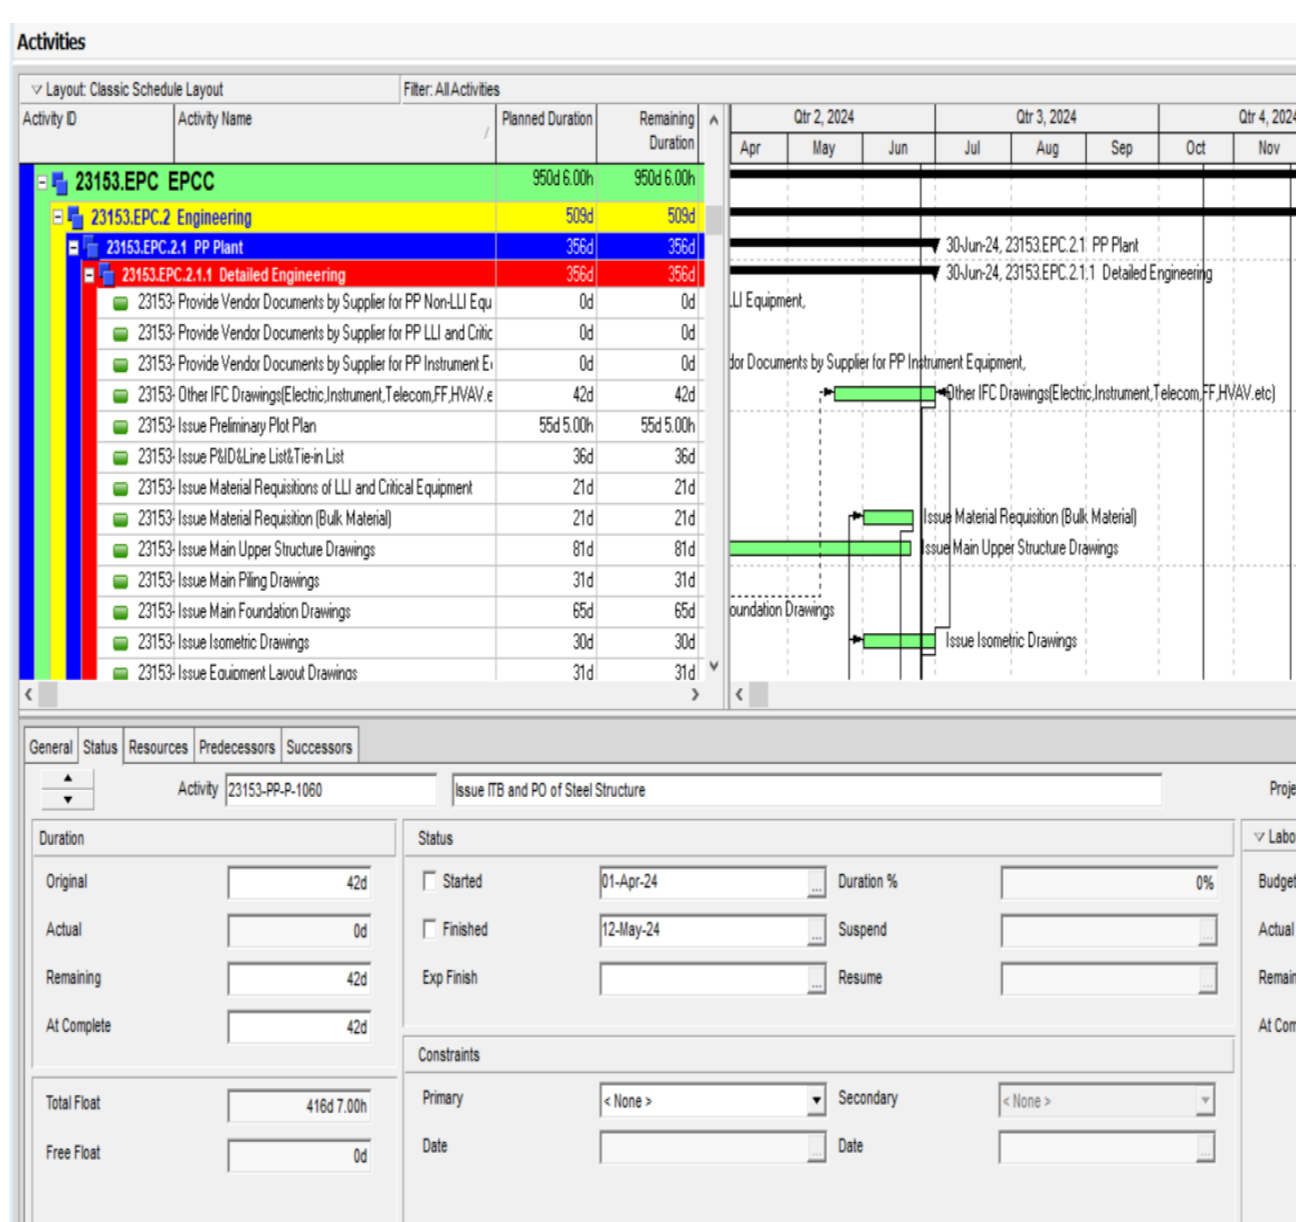 Activities
Layout: Classic Schedule Layout Filter: All Activities
Activity ID Activity Name Planned Duration Remaining Duration Qtr 2, 2024 Qtr 3, 2024 Qtr 4, 2024
Apr May Jun Jul Aug Sep Oct Nov
23153.EPC EPCC 950d 6.00h 950d 6.00h
23153.EPC.2 Engineering 509d 509d
23153.EPC.2.1 PP Plant 356d 356d 30-Jun-24, 23153.EPC.2.1 PP Plant
23153.EPC.2.1.1 Detailed Engineering 356d 356d 30-Jun-24, 23153.EPC.2.1.1 Detailed Engineering
23153- Provide Vendor Documents by Supplier for PP Non-LLI Equ 0d 0d LI Equipment,
23153- Provide Vendor Documents by Supplier for PP LLI and Critic 0d 0d
23153- Provide Vendor Documents by Supplier for PP Instrument E 0d 0d dor Documents by Supplier for PP Instrument Equipment,
23153- Other IFC Drawings(Electric,Instrument,Telecom,FF,HVAV.e 42d 42d Other IFC Drawings(Electric,Instrument,Telecom,FF,HVAV.etc)
23153- Issue Preliminary Plot Plan 55d 5.00h 55d 5.00h
23153- Issue P&ID&Line List&Tie-in List 36d 36d
23153- Issue Material Requisitions of LLI and Critical Equipment 21d 21d
23153- Issue Material Requisition (Bulk Material) 21d 21d Issue Material Requisition (Bulk Material)
23153- Issue Main Upper Structure Drawings 81d 81d Issue Main Upper Structure Drawings
23153- Issue Main Piling Drawings 31d 31d
23153- Issue Main Foundation Drawings 65d 65d oundation Drawings
23153- Issue Isometric Drawings 30d 30d Issue Isometric Drawings
23153- Issue Equipment Layout Drawings 31d 31d
General Status Resources Predecessors Successors
Activity 23153-PP-P-1060 Issue ITB and PO of Steel Structure Proje
Duration Status Labo
Original 42d Started 01-Apr-24 ... Duration % 0% Budget
Actual 0d Finished 12-May-24 ... Suspend ... Actual
Remaining 42d Exp Finish ... Resume ... Remain
At Complete 42d At Com
Constraints
Total Float 416d 7.00h Primary < None > Secondary < None >
Free Float 0d Date ... Date ...